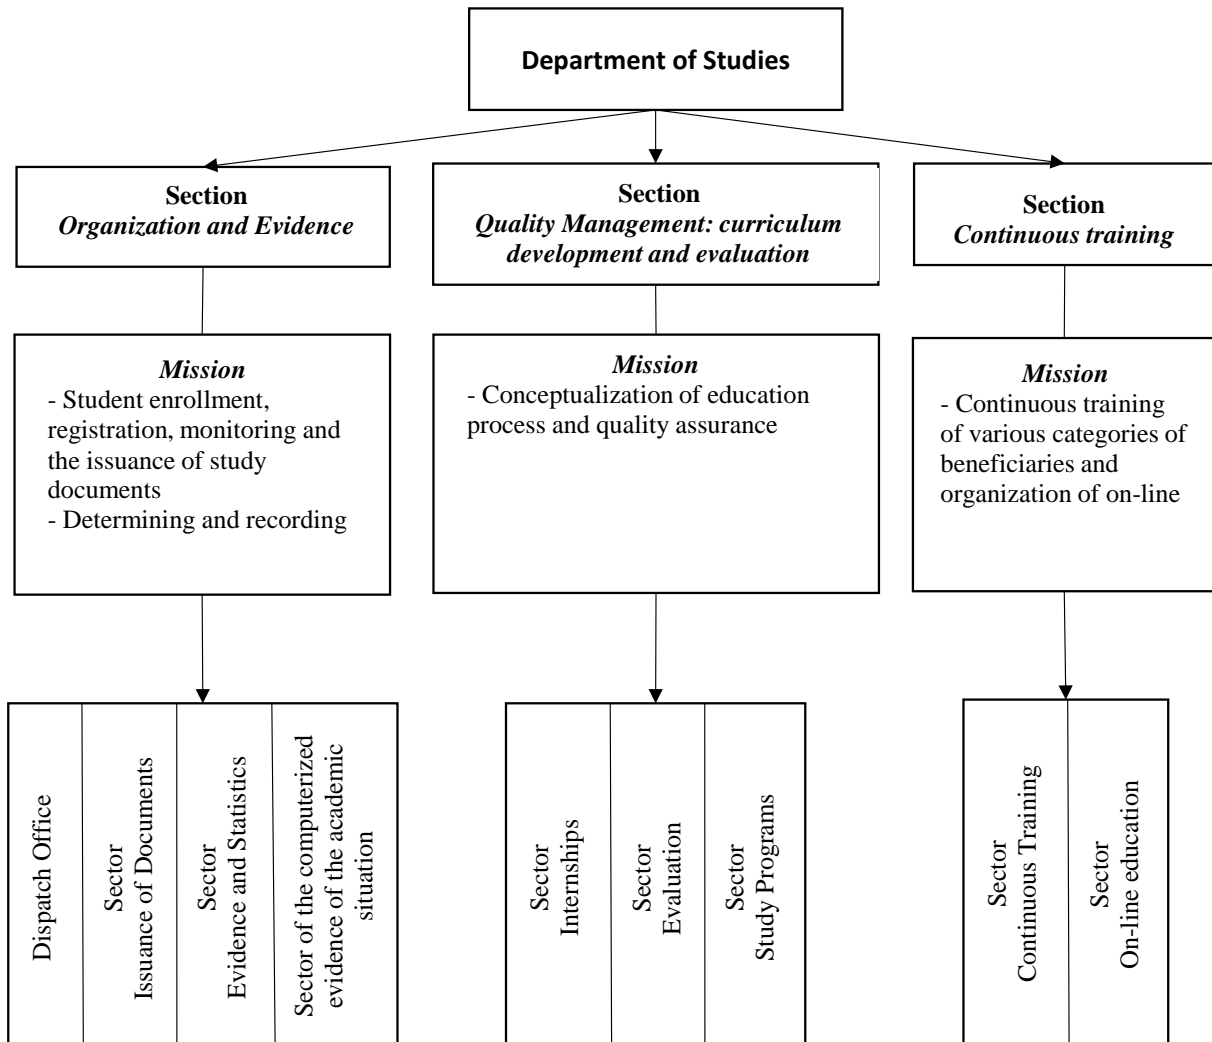 Department of Studies
Section
Organization and Evidence
Section
Quality Management: curriculum
development and evaluation
Section
Continuous training
Mission
- Student enrollment,
registration, monitoring and
the issuance of study
documents
- Determining and recording
Mission
- Conceptualization of education
process and quality assurance
Mission
- Continuous training
of various categories of
beneficiaries and
organization of on-line
Dispatch Office
Sector
Issuance of Documents
Sector
Evidence and Statistics
Sector of the computerized
evidence of the academic
situation
Sector
Internships
Sector
Evaluation
Sector
Study Programs
Sector
Continuous Training
Sector
On-line education